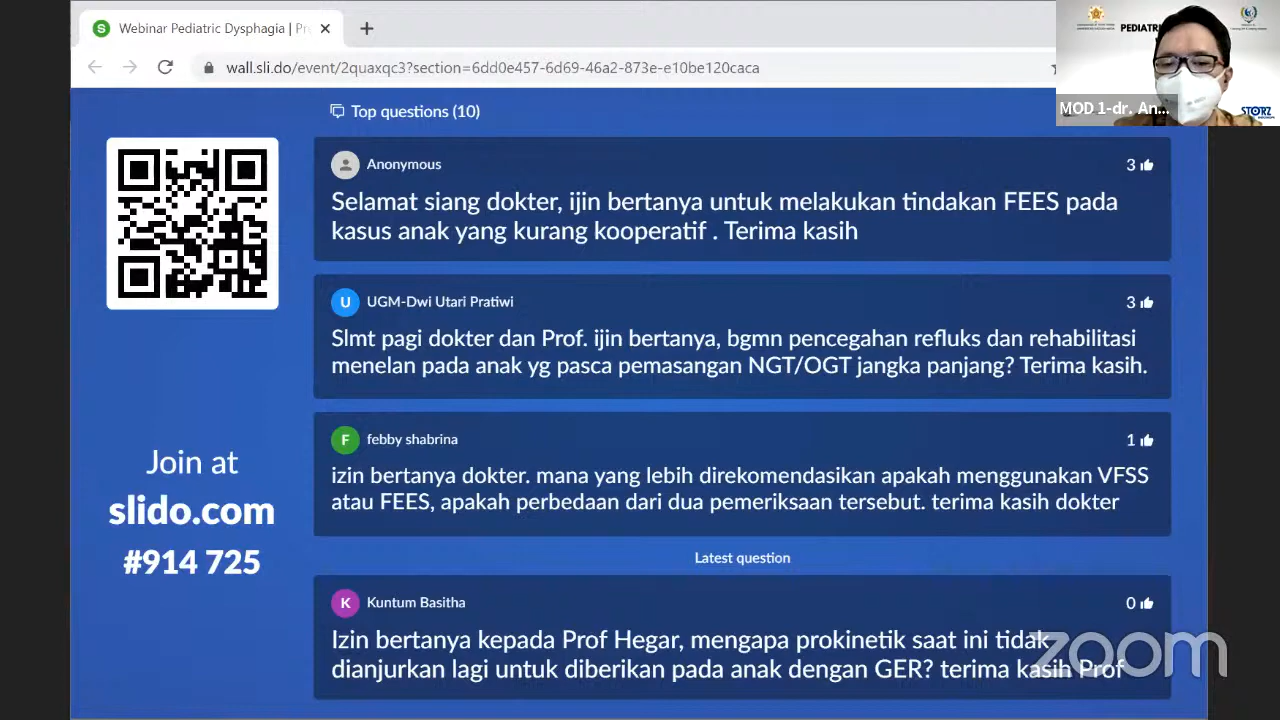 Webinar Pediatric Dysphagia | Pr
wall.sli.do/event/2quaxqc3?section=6d90e457-6d69-46a2-873e-e10be120caca
PEDIATRI
MOD 1-dr. An...
STORZ
Top questions (10)
Anonymous
3
Selamat siang dokter, ijin bertanya untuk melakukan tindakan FEES pada
kasus anak yang kurang kooperatif . Terima kasih
U
UGM-Dwi Utari Pratiwi
3
Slmt pagi dokter dan Prof. ijin bertanya, bgmn pencegahan refluks dan rehabilitasi
menelan pada anak yg pasca pemasangan NGT/OGT jangka panjang? Terima kasih.
F
febby shabrina
1
izin bertanya dokter. mana yang lebih direkomendasikan apakah menggunakan VFSS
atau FEES, apakah perbedaan dari dua pemeriksaan tersebut. terima kasih dokter
Latest question
K
Kuntum Basitha
0
Izin bertanya kepada Prof Hegar, mengapa prokinetik saat ini tidak
dianjurkan lagi untuk diberikan pada anak dengan GER? terima kasih Prof
Join at
slido.com
#914 725
zoom